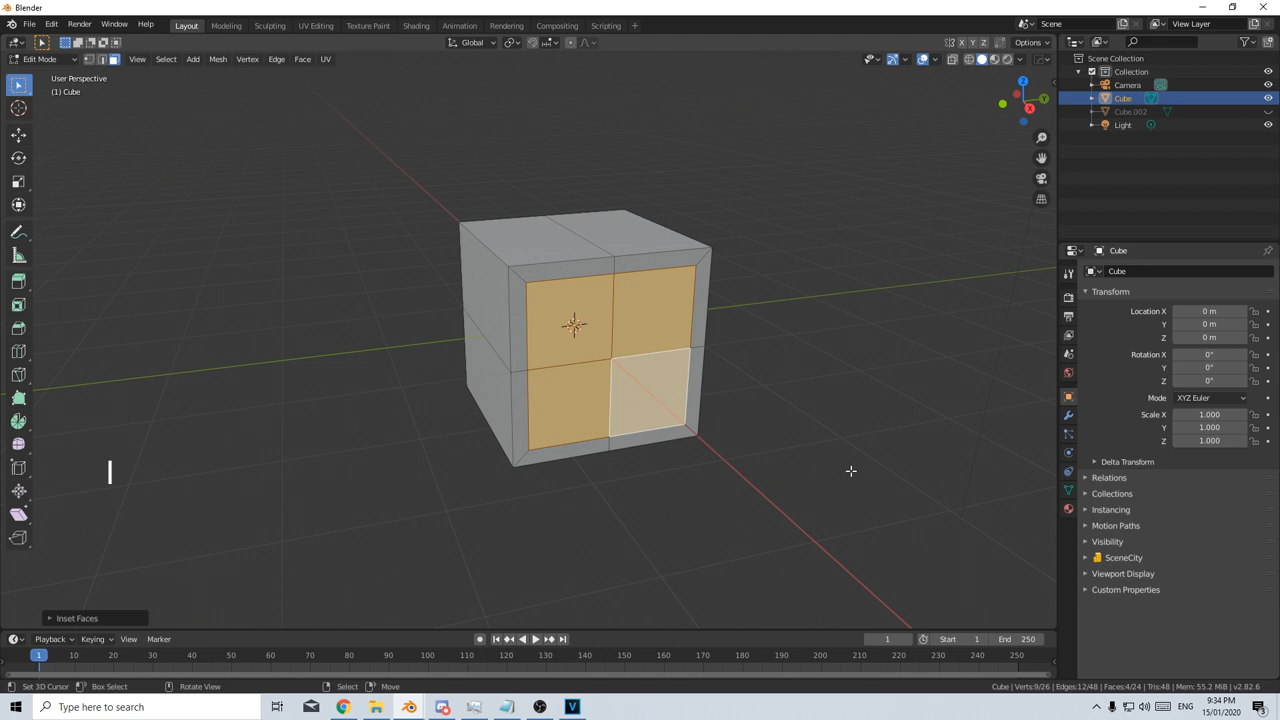 Blender
File Edit Render Window Help Layout Modeling Sculpting UV Editing Texture Paint Shading Animation Rendering Compositing Scripting + Scene View Layer
Global X Y Z Options
Edit Mode View Select Add Mesh Vertex Edge Face UV
User Perspective
(1) Cube
Z
Y
X
I
Inset Faces
Scene Collection
Collection
Camera
Cube
Cube.002
Light
Cube
Cube
Transform
Location X 0 m
Y 0 m
Z 0 m
Rotation X 0°
Y 0°
Z 0°
Mode XYZ Euler
Scale X 1.000
Y 1.000
Z 1.000
Delta Transform
Relations
Collections
Instancing
Motion Paths
Visibility
SceneCity
Viewport Display
Custom Properties
Playback Keying View Marker 1 Start 1 End 250
1 10 20 30 40 50 60 70 80 90 100 110 120 130 140 150 160 170 180 190 200 210 220 230 240 250
Set 3D Cursor Box Select Rotate View Select Move Cube | Verts:9/26 | Edges:12/48 | Faces:4/24 | Tris:48 | Mem: 55.2 MiB | v2.82.6
Type here to search
ENG
9:34 PM
15/01/2020
3